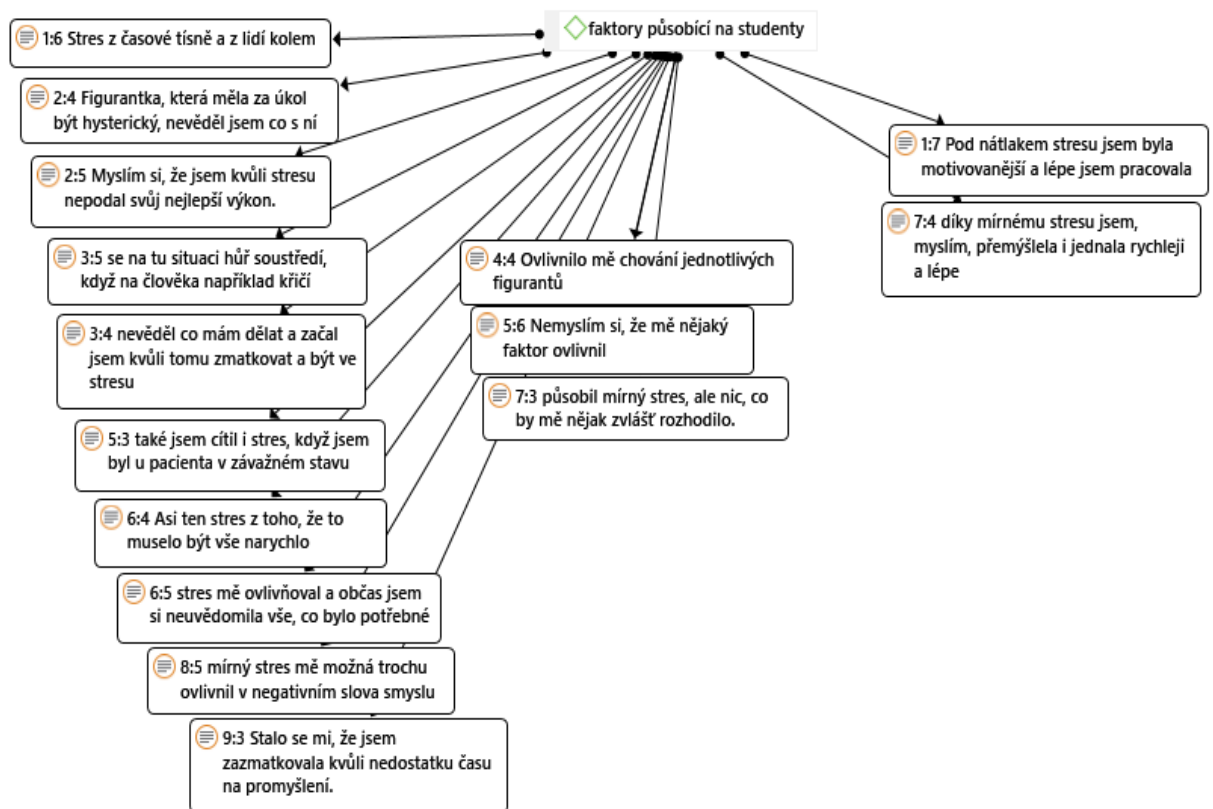 faktory působící na studenty
1:6 Stres z časové tísně a z lidí kolem
2:4 Figurantka, která měla za úkol
být hysterický, nevěděl jsem co s ní
2:5 Myslím si, že jsem kvůli stresu
nepodal svůj nejlepší výkon.
3:5 se na tu situaci hůř soustředí,
když na člověka například křičí
3:4 nevěděl co mám dělat a začal
jsem kvůli tomu zmatkovat a být ve
stresu
5:3 také jsem cítil i stres, když jsem
byl u pacienta v závažném stavu
6:4 Asi ten stres z toho, že to
muselo být vše narychlo
6:5 stres mě ovlivňoval a občas jsem
si neuvědomila vše, co bylo potřebné
8:5 mírný stres mě možná trochu
ovlivnil v negativním slova smyslu
9:3 Stalo se mi, že jsem
zazmatkovala kvůli nedostatku času
na promyšlení.
4:4 Ovlivnilo mě chování jednotlivých
figurantů
5:6 Nemyslím si, že mě nějaký
faktor ovlivnil
7:3 působil mírný stres, ale nic, co
by mě nějak zvlášť rozhodilo.
1:7 Pod nátlakem stresu jsem byla
motivovanější a lépe jsem pracovala
7:4 díky mírnému stresu jsem,
myslím, přemýšlela i jednala rychleji
a lépe